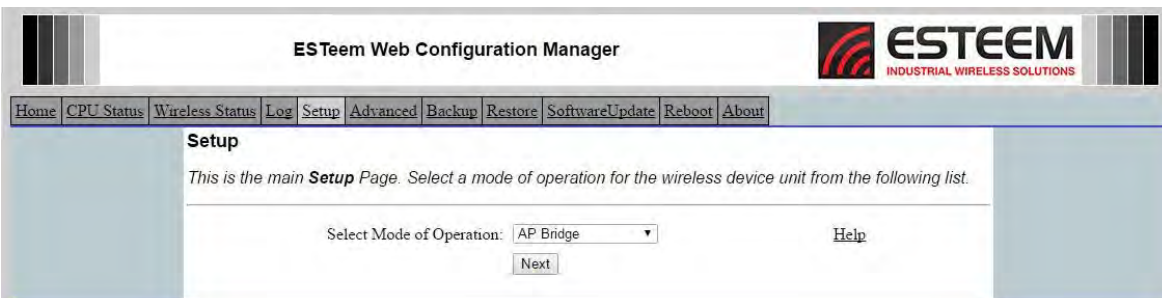 ESTeem Web Configuration Manager
ESTEEM
INDUSTRIAL WIRELESS SOLUTIONS
Home CPU Status Wireless Status Log Setup Advanced Backup Restore SoftwareUpdate Reboot About
Setup
This is the main Setup Page. Select a mode of operation for the wireless device unit from the following list.
Select Mode of Operation: AP Bridge Help
Next